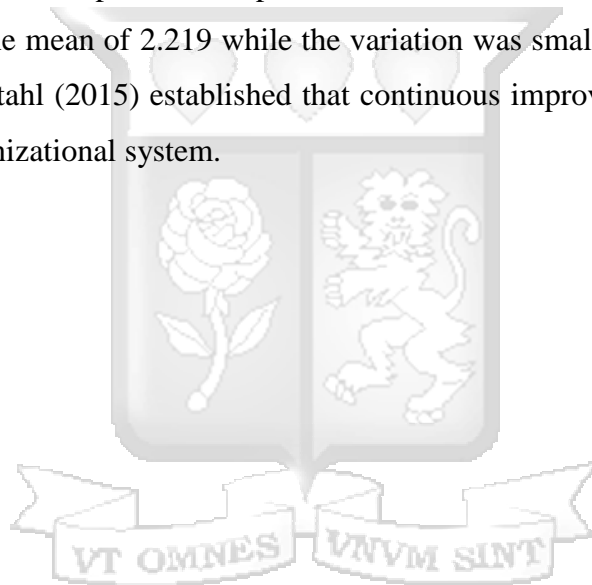 e mean of 2.219 while the variation was smal
tahl (2015) established that continuous improv
nizational system.
VT OMNES VNVM SINT